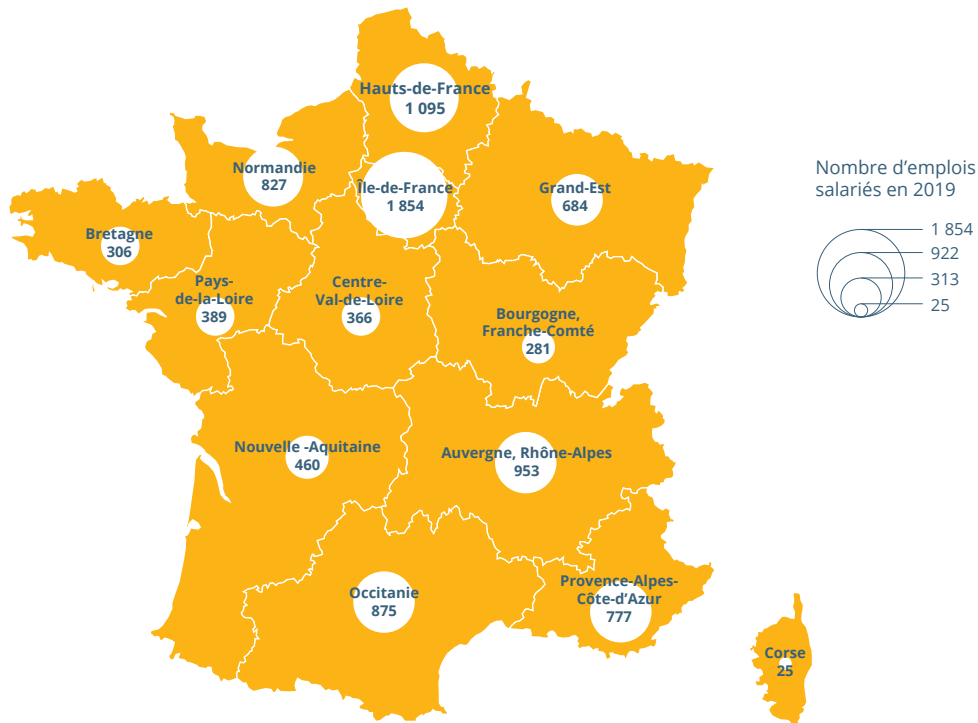 Hauts-de-France
1 095
Normandie
827
Île-de-France
1 854
Grand-Est
684
Bretagne
306
Pays-
de-la-Loire
389
Centre-
Val-de-Loire
366
Bourgogne,
Franche-Comté
281
Nouvelle -Aquitaine
460
Auvergne, Rhône-Alpes
953
Occitanie
875
Provence-Alpes-
Côte-d’Azur
777
Corse
25
Nombre d’emplois
salariés en 2019
1 854
922
313
25